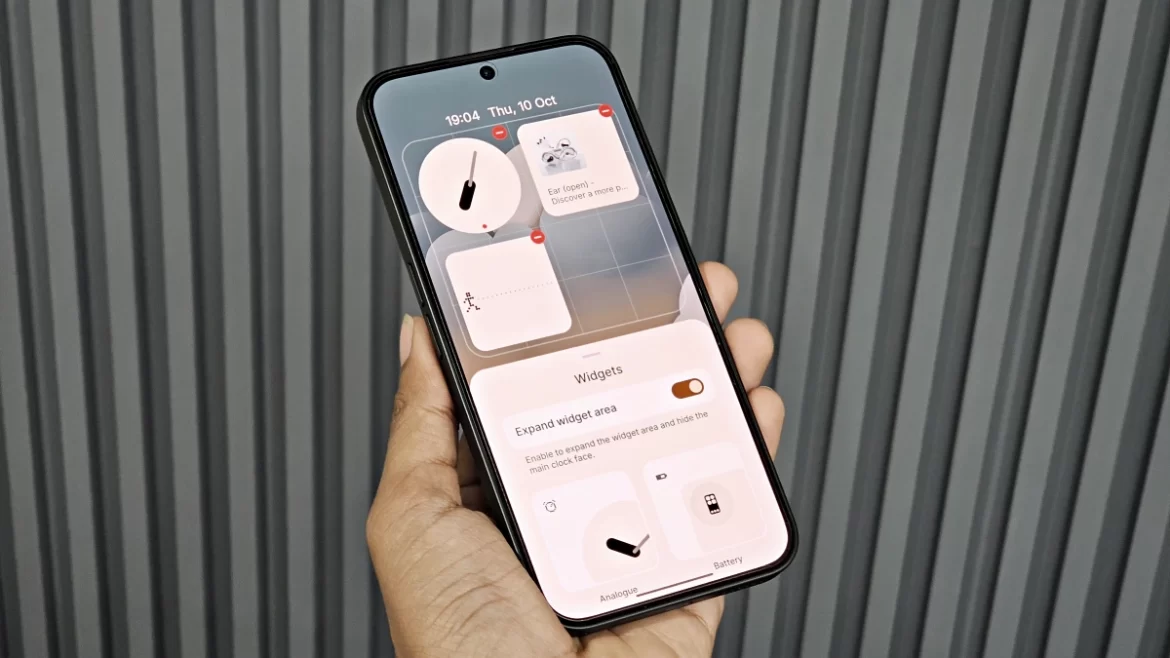 19:04 Thu, 10 Oct
Ear (open) -
Discover a more p...
Widgets
Expand widget area
Enable to expand the widget area and hide the
main clock face.
Analogue
Battery